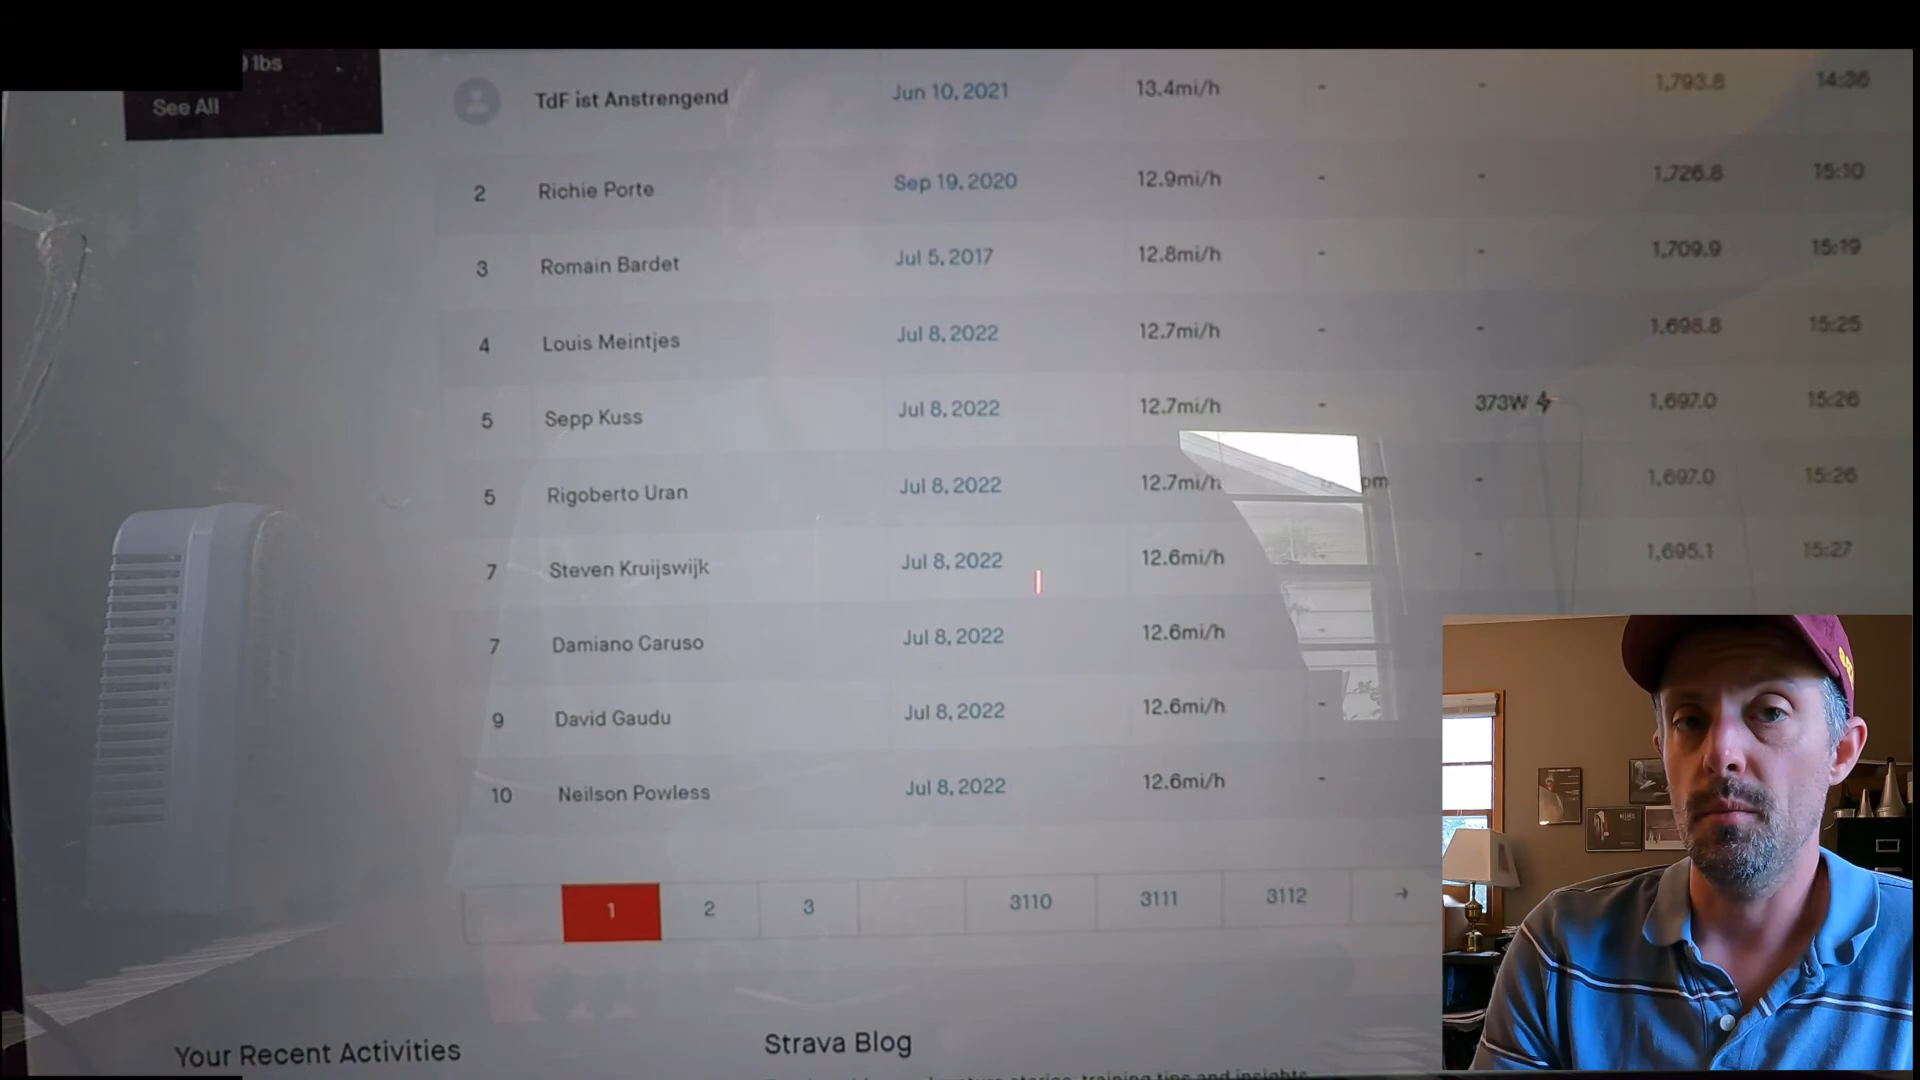 lbs
See All
TdF ist Anstrengend Jun 10, 2021 13.4mi/h - - 1,793.8 14:36
2 Richie Porte Sep 19, 2020 12.9mi/h - - 1,726.8 15:10
3 Romain Bardet Jul 5, 2017 12.8mi/h - - 1,709.9 15:19
4 Louis Meintjes Jul 8, 2022 12.7mi/h - - 1,698.8 15:25
5 Sepp Kuss Jul 8, 2022 12.7mi/h - 373W 1,697.0 15:26
5 Rigoberto Uran Jul 8, 2022 12.7mi/h - 1,697.0 15:26
7 Steven Kruijswijk Jul 8, 2022 12.6mi/h - 1,695.1 15:27
7 Damiano Caruso Jul 8, 2022 12.6mi/h
9 David Gaudu Jul 8, 2022 12.6mi/h -
10 Neilson Powless Jul 8, 2022 12.6mi/h -
1 2 3 3110 3111 3112 →
Your Recent Activities
Strava Blog
training tips and insights